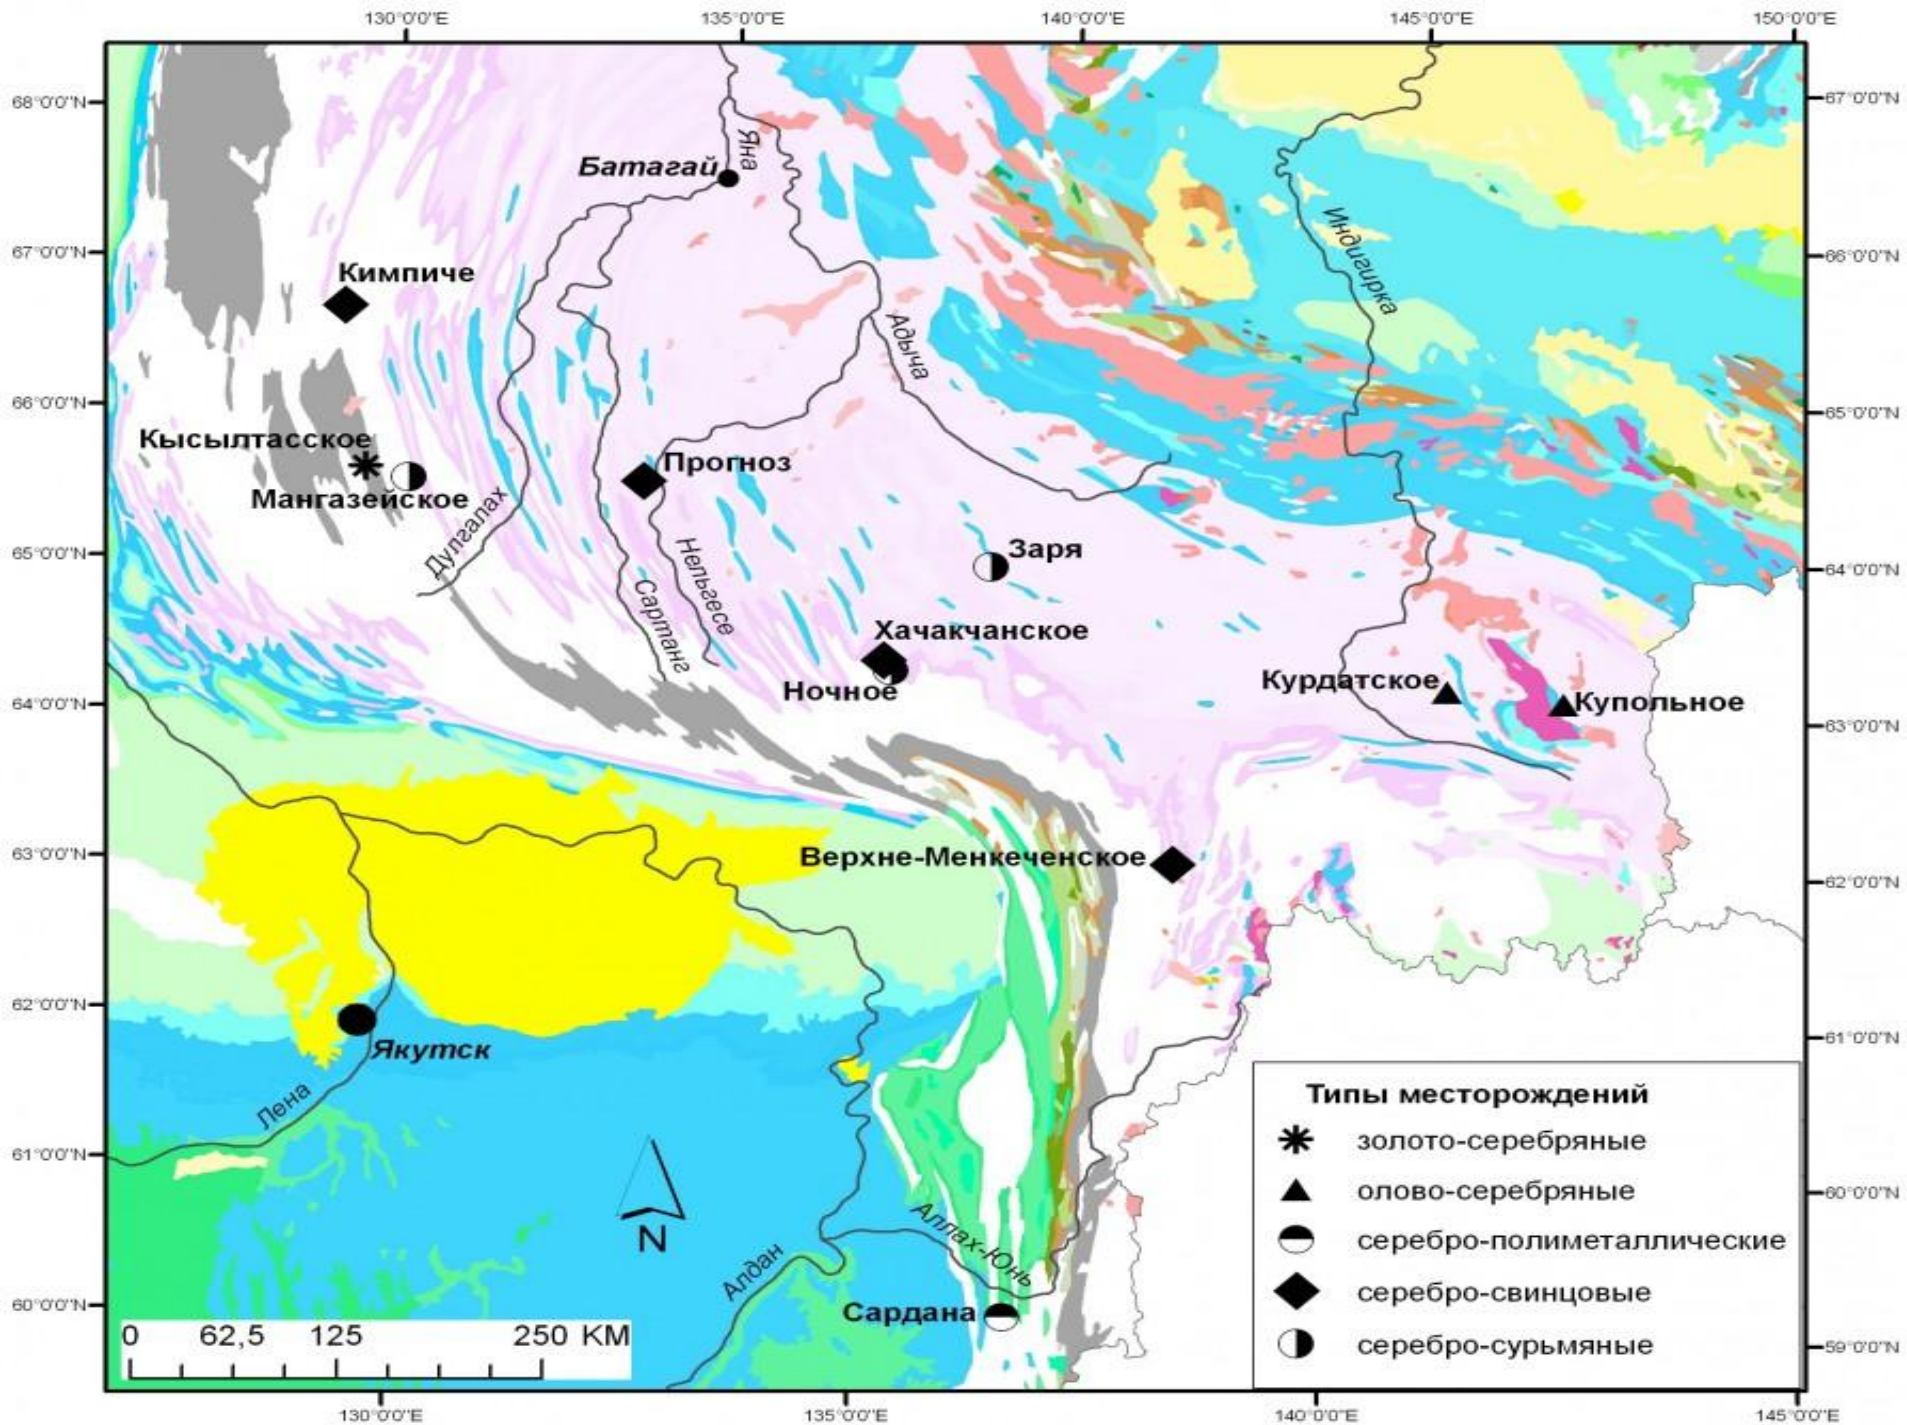 130°0'0"E
135°0'0"E
140°0'0"E
145°0'0"E
150°0'0"E
68°0'0"N
67°0'0"N
Яна
Батагай
Индигирка
67°0'0"N
66°0'0"N
Кимпиче
Адыча
66°0'0"N
65°0'0"N
Кысылтасское
Прогноз
Мангазейское
Дулгалах
65°0'0"N
Нельгесе
Заря
64°0'0"N
Сартанг
Хачакчанское
Ночное
Курдатское
Купольное
64°0'0"N
63°0'0"N
63°0'0"N
Верхне-Менкеченское
62°0'0"N
62°0'0"N
Якутск
61°0'0"N
Лена
61°0'0"N
60°0'0"N
N
Аллах-Юнь
Алдан
60°0'0"N
Сардана
59°0'0"N
0 62,5 125 250 КМ
Типы месторождений
золото-серебряные
олово-серебряные
серебро-полиметаллические
серебро-свинцовые
серебро-сурьмяные
130°0'0"E
135°0'0"E
140°0'0"E
145°0'0"E